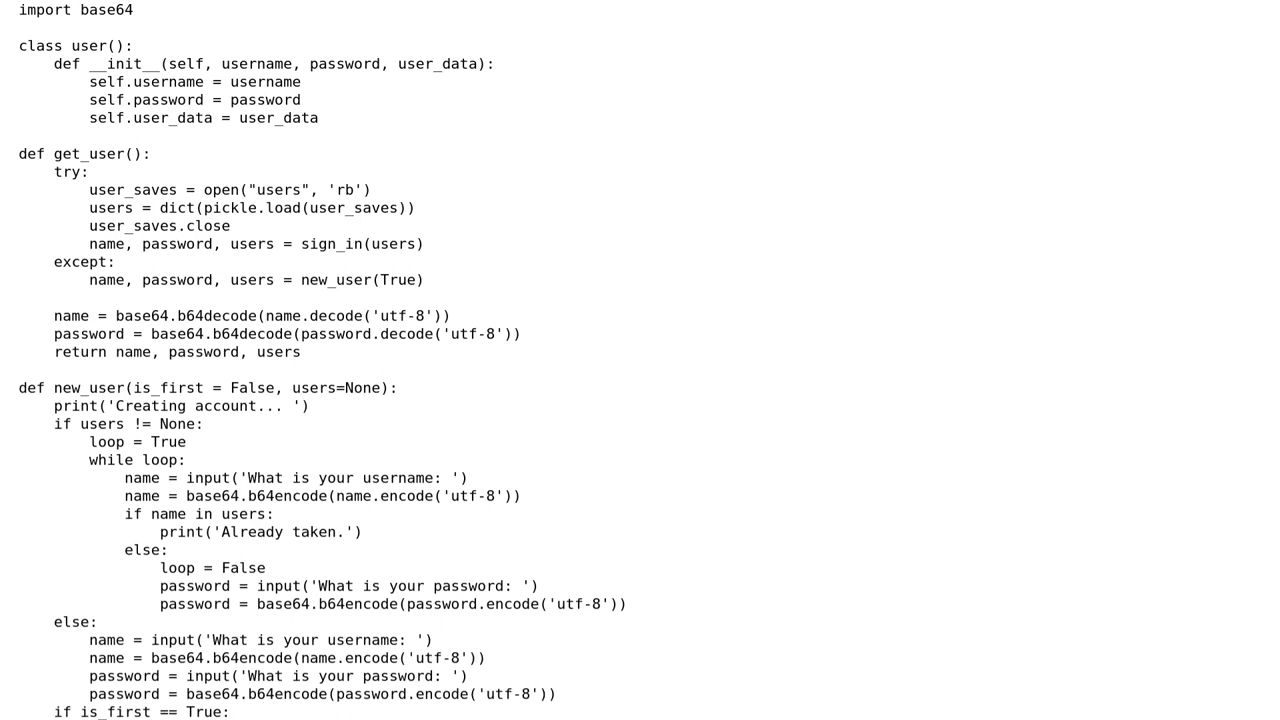 import base64

class user():
    def __init__(self, username, password, user_data):
        self.username = username
        self.password = password
        self.user_data = user_data

def get_user():
    try:
        user_saves = open("users", 'rb')
        users = dict(pickle.load(user_saves))
        user_saves.close
        name, password, users = sign_in(users)
    except:
        name, password, users = new_user(True)

    name = base64.b64decode(name.decode('utf-8'))
    password = base64.b64decode(password.decode('utf-8'))
    return name, password, users

def new_user(is_first = False, users=None):
    print('Creating account... ')
    if users != None:
        loop = True
        while loop:
            name = input('What is your username: ')
            name = base64.b64encode(name.encode('utf-8'))
            if name in users:
                print('Already taken.')
            else:
                loop = False
                password = input('What is your password: ')
                password = base64.b64encode(password.encode('utf-8'))
    else:
        name = input('What is your username: ')
        name = base64.b64encode(name.encode('utf-8'))
        password = input('What is your password: ')
        password = base64.b64encode(password.encode('utf-8'))
    if is_first == True: